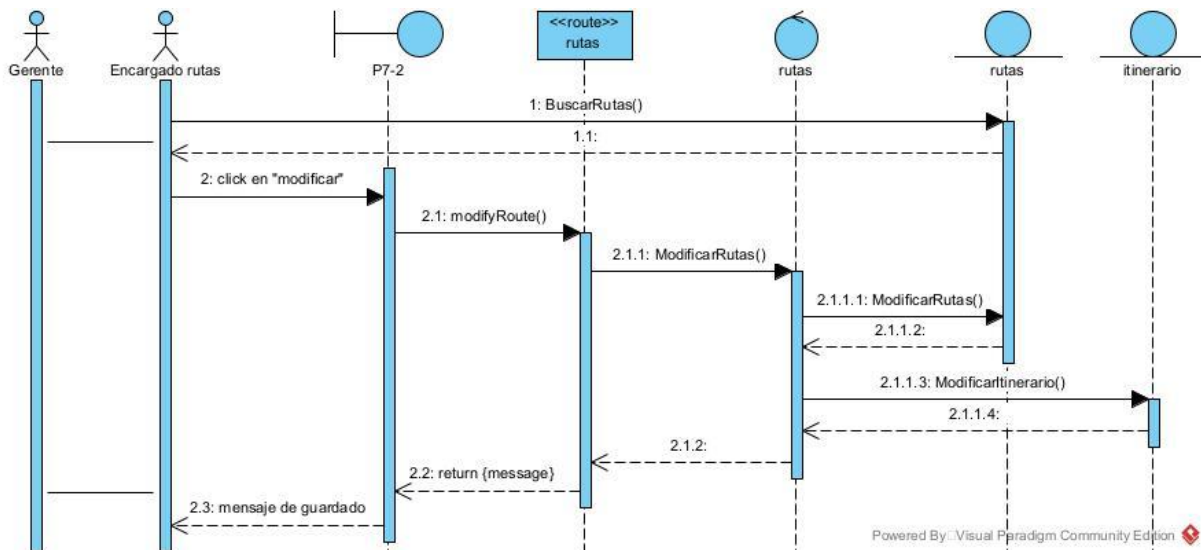 <<route>>
rutas
Gerente
Encargado rutas
P7-2
rutas
rutas
itinerario
1: BuscarRutas()
1.1:
2: click en "modificar"
2.1: modifyRoute()
2.1.1: ModificarRutas()
2.1.1.1: ModificarRutas()
2.1.1.2:
2.1.1.3: ModificarItinerario()
2.1.1.4:
2.1.2:
2.2: return {message}
2.3: mensaje de guardado
Powered By Visual Paradigm Community Edition